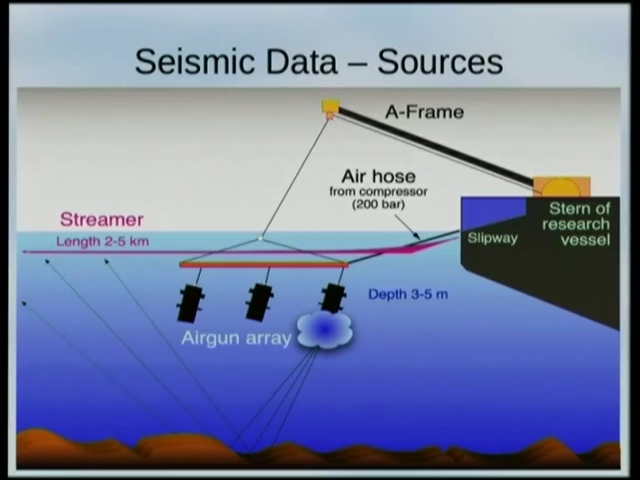 Seismic Data – Sources
A-Frame
Air hose
from compressor
(200 bar)
Streamer
Length 2-5 km
Stern of
research
vessel
Slipway
Depth 3-5 m
Airgun array